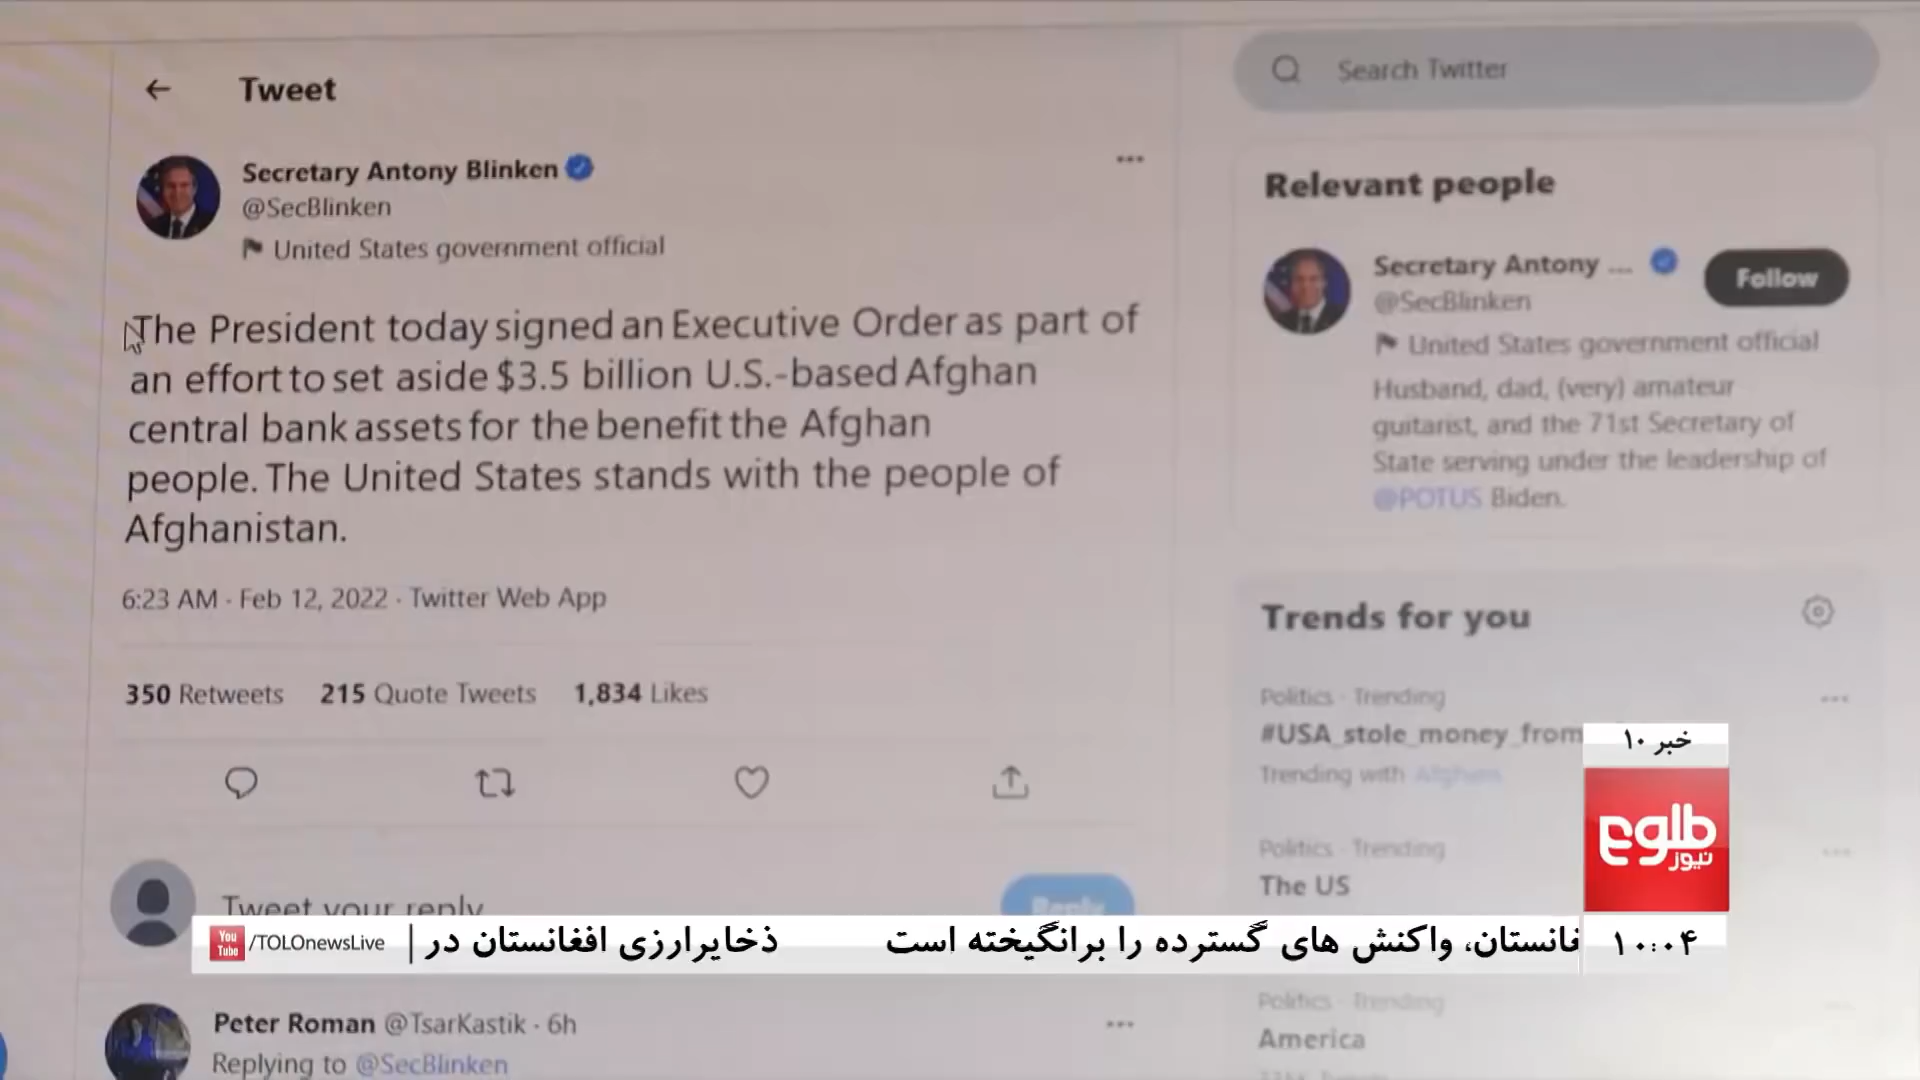 Tweet
Search Twitter
Secretary Antony Blinken
@SecBlinken
United States government official
The President today signed an Executive Order as part of
an effort to set aside $3.5 billion U.S.-based Afghan
central bank assets for the benefit the Afghan
people. The United States stands with the people of
Afghanistan.
6:23 AM · Feb 12, 2022 · Twitter Web App
350 Retweets 215 Quote Tweets 1,834 Likes
Tweet your reply
Reply
Peter Roman @TsarKastik · 6h
Replying to @SecBlinken
Relevant people
Secretary Antony ...
Follow
@SecBlinken
United States government official
Husband, dad, (very) amateur
guitarist, and the 71st Secretary of
State serving under the leadership of
@POTUS Biden.
Trends for you
Politics · Trending
#USA_stole_money_from
Trending with Afghans
Politics · Trending
The US
Politics · Trending
America
خبر ۱۰
طلوع
نیوز
۱۰:۰۴
غانستان، واکنش های گسترده را برانگیخته است
ذخایرارزی افغانستان در
You Tube /TOLOnewsLive